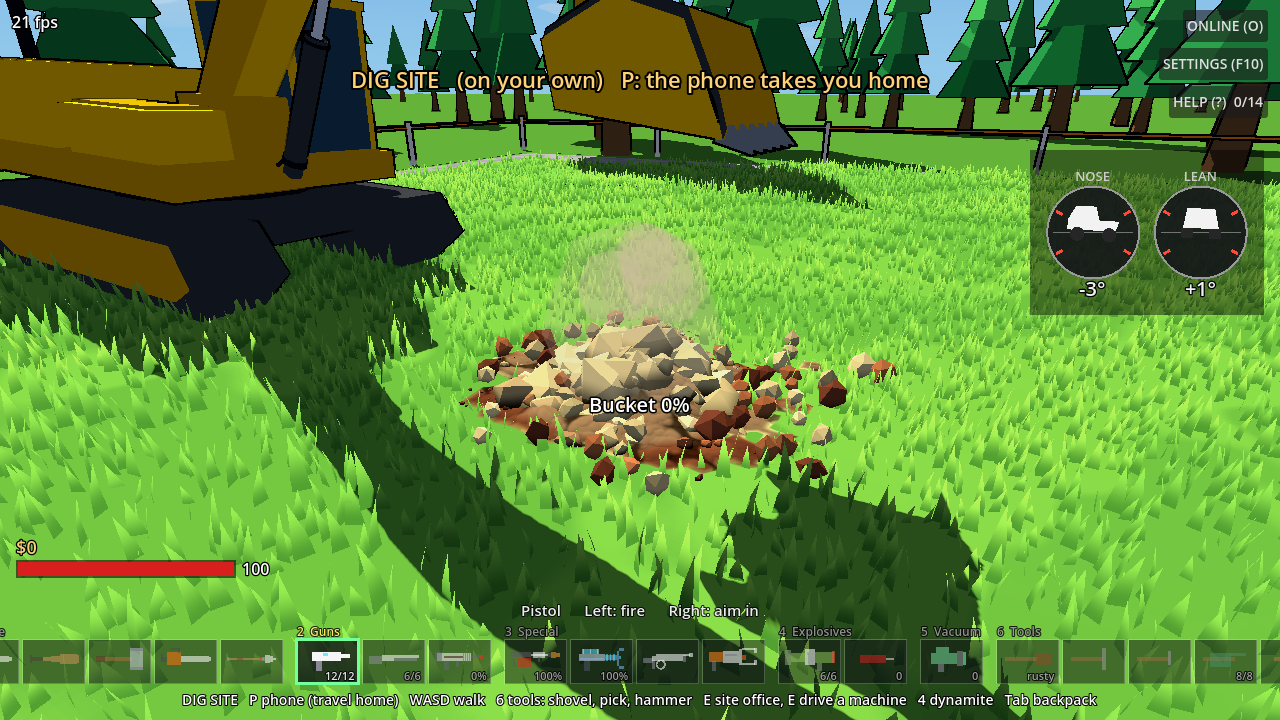 21 fps
ONLINE (O)
SETTINGS (F10)
HELP (?) 0/14
DIG SITE (on your own) P: the phone takes you home
NOSE LEAN
-3° +1°
Bucket 0%
$0
100
Pistol Left: fire Right: aim in
e 2 Guns 3 Special 4 Explosives 5 Vacuum 6 Tools
12/12 6/6 0% 100% 100% 6/6 0 0 rusty 8/8
DIG SITE P phone (travel home) WASD walk 6 tools: shovel, pick, hammer E site office, E drive a machine 4 dynamite Tab backpack